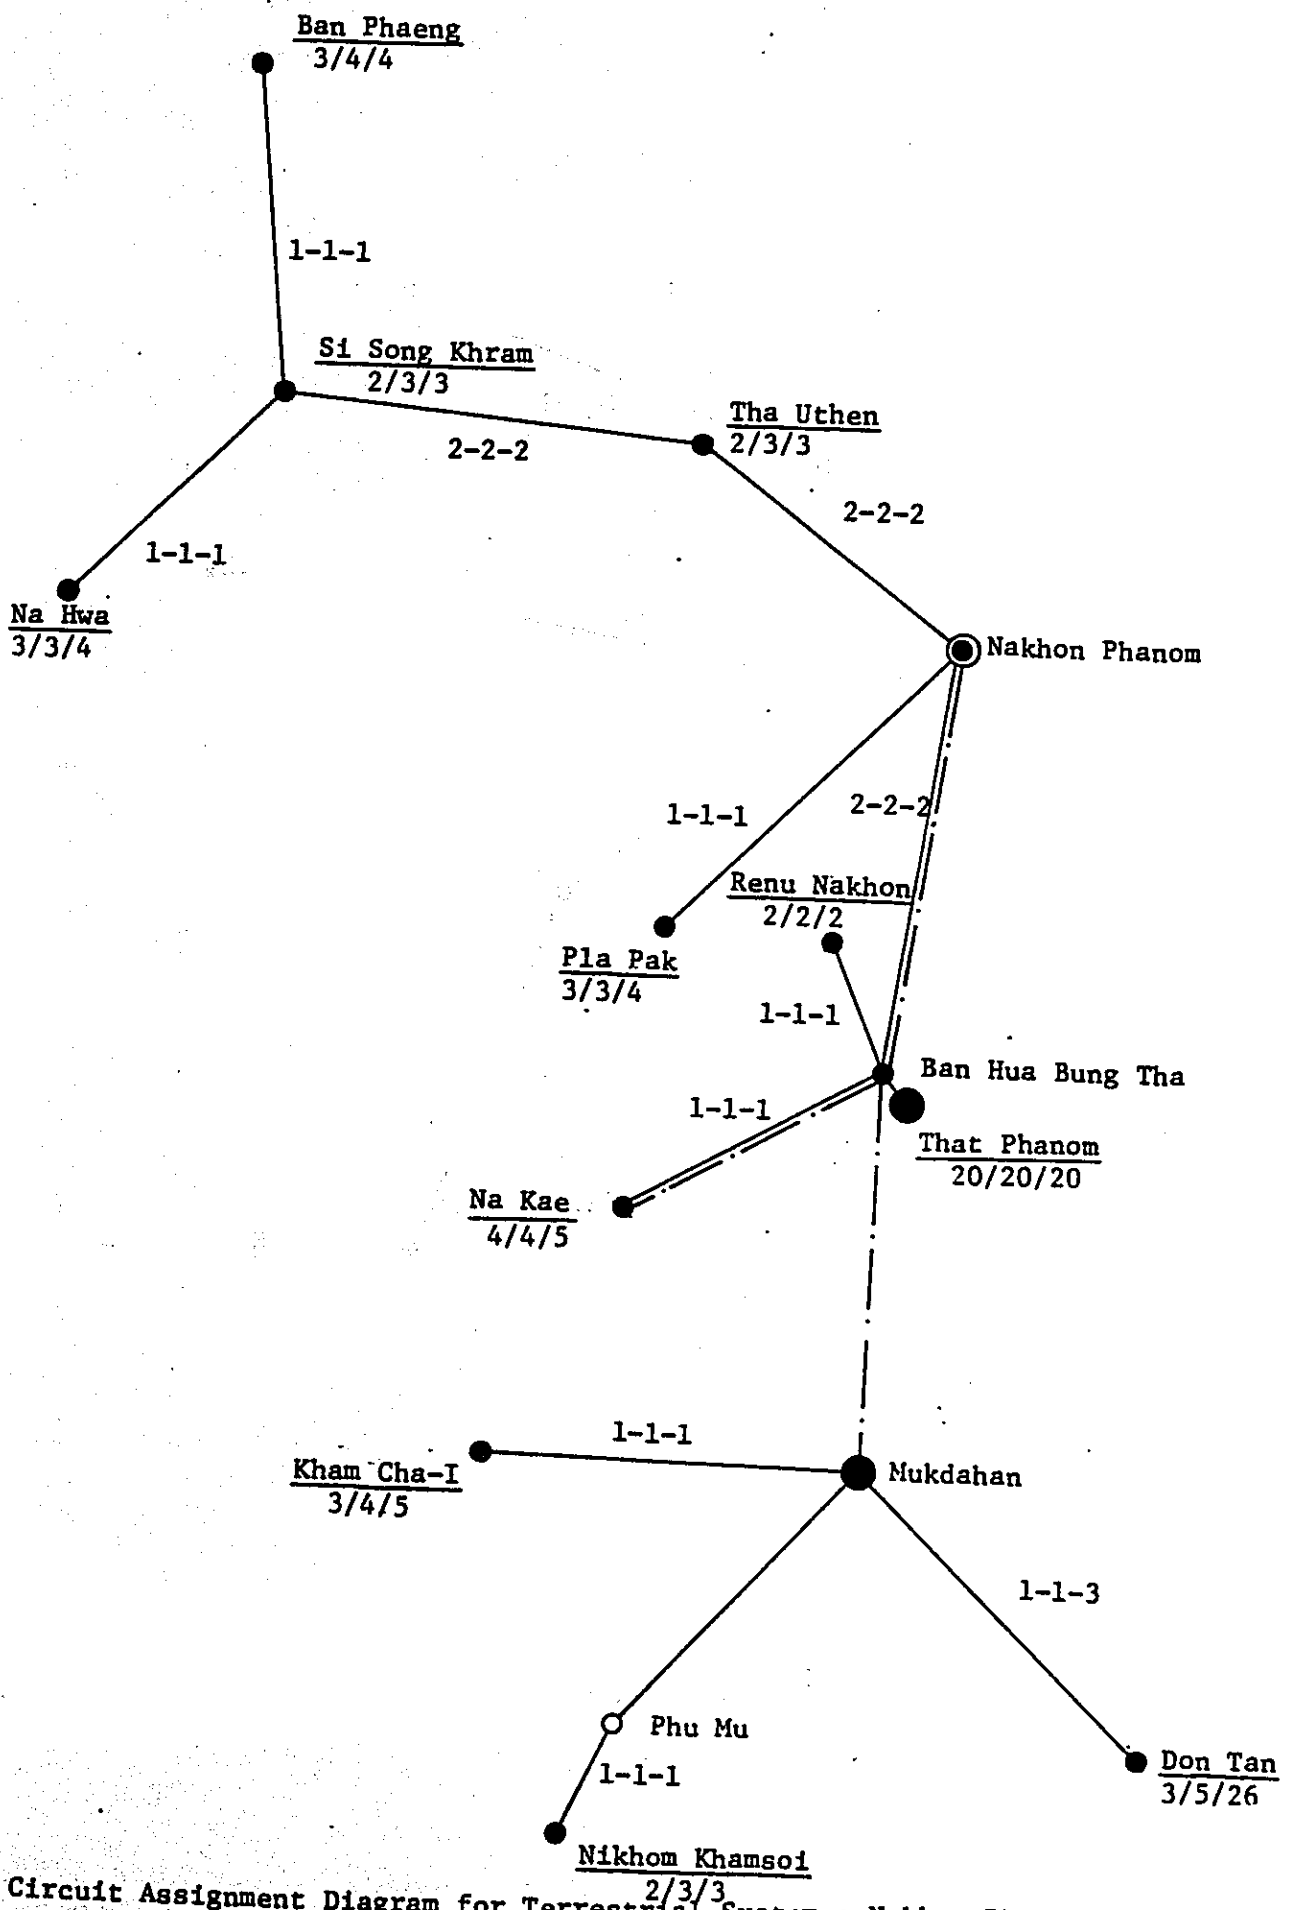 Ban Phaeng
3/4/4
1-1-1
Si Song Khram
2/3/3
Tha Uthen
2/3/3
2-2-2
2-2-2
1-1-1
Na Hwa
3/3/4
Nakhon Phanom
1-1-1
2-2-2
Renu Nakhon
2/2/2
Pla Pak
3/3/4
1-1-1
Ban Hua Bung Tha
1-1-1
That Phanom
20/20/20
Na Kae
4/4/5
1-1-1
Kham Cha-I
3/4/5
Mukdahan
1-1-3
Phu Mu
1-1-1
Don Tan
3/5/26
Nikhom Khamsoi
2/3/3
Circuit Assignment Diagram for